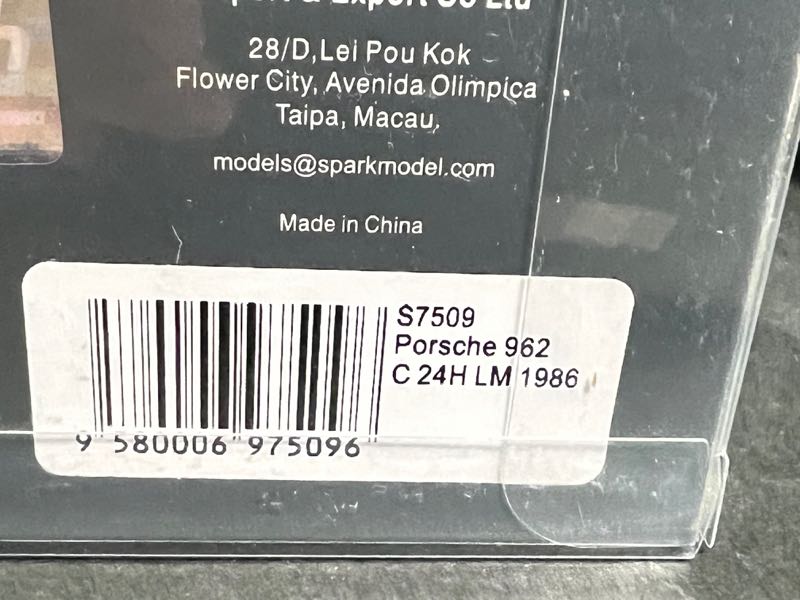 28/D,Lei Pou Kok
Flower City, Avenida Olimpica
Taipa, Macau,
models@sparkmodel.com
Made in China
S7509
Porsche 962
C 24H LM 1986
9 580006 975096